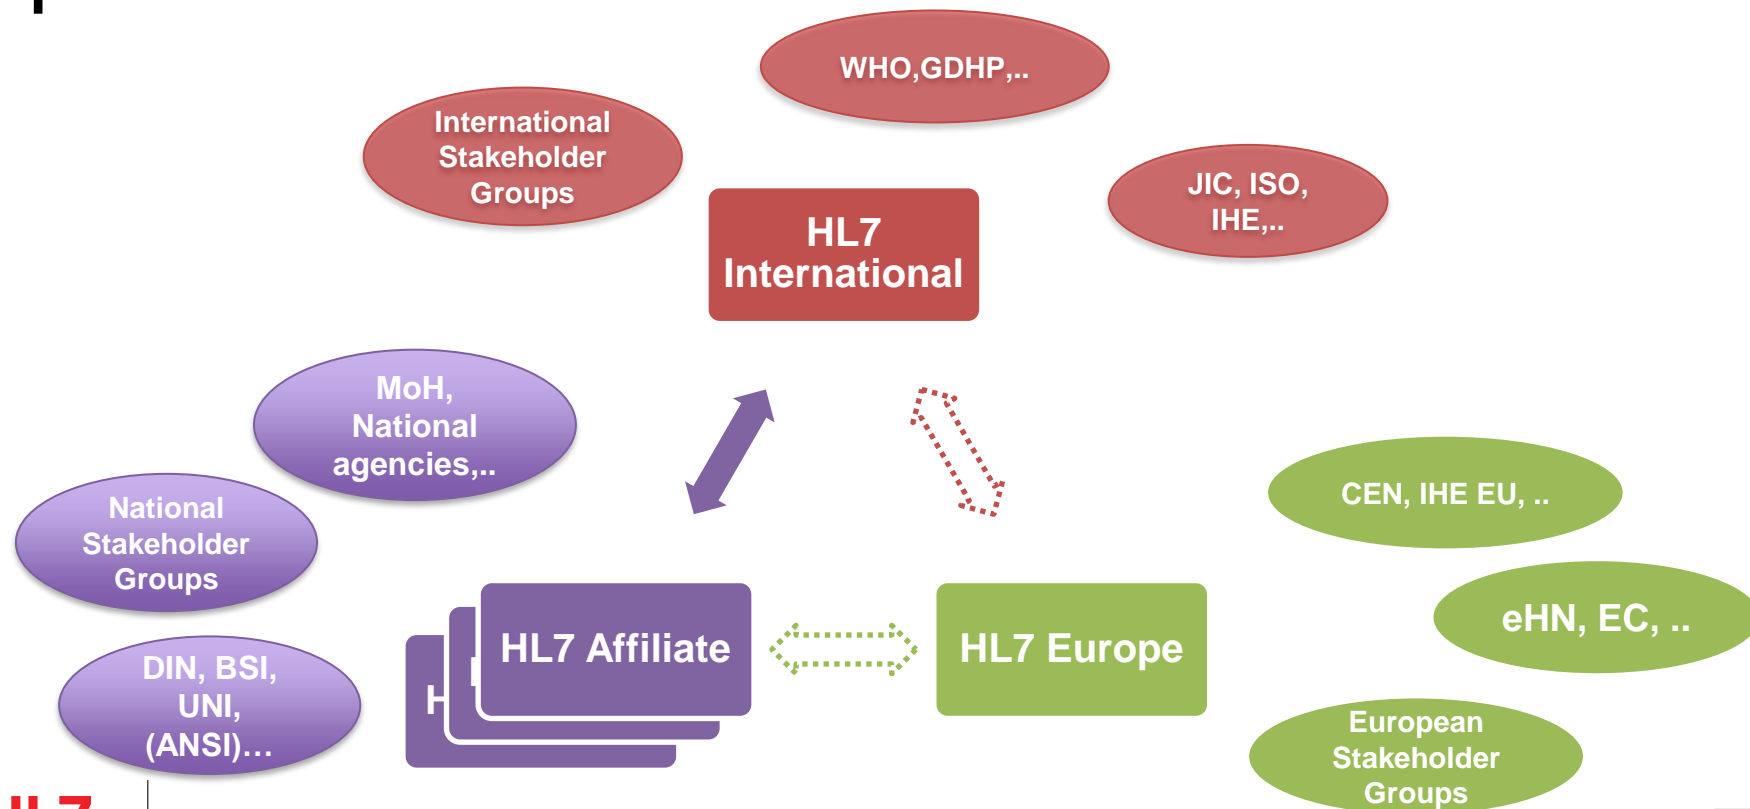 WHO,GDHP,..
International
Stakeholder
Groups
JIC, ISO,
IHE,..
HL7
International
MoH,
National
agencies,..
CEN, IHE EU, ..
National
Stakeholder
Groups
eHN, EC, ..
HL7 Affiliate
HL7 Europe
H
DIN, BSI,
UNI,
(ANSI)...
European
Stakeholder
Groups